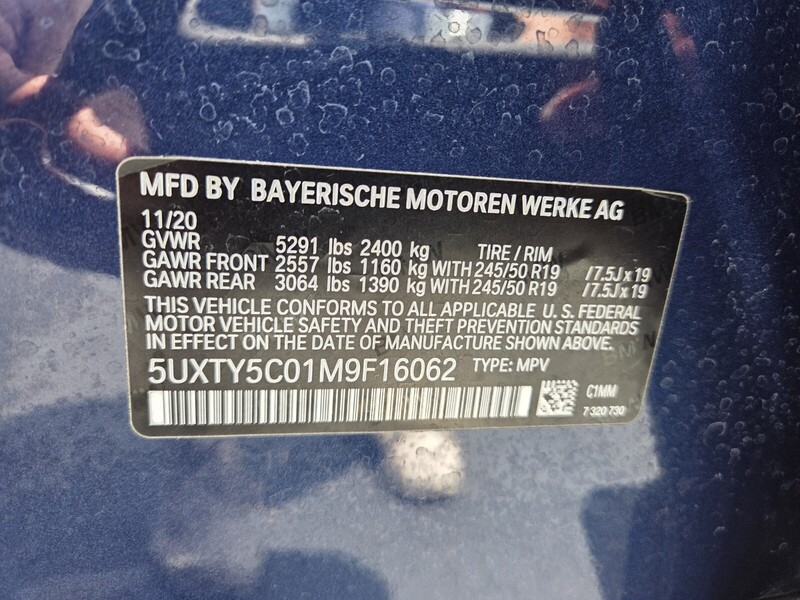 MFD BY BAYERISCHE MOTOREN WERKE AG
11/20
GVWR 5291 lbs 2400 kg TIRE / RIM
GAWR FRONT 2557 lbs 1160 kg WITH 245/50 R19 /7.5J x 19
GAWR REAR 3064 lbs 1390 kg WITH 245/50 R19 /7.5J x 19
THIS VEHICLE CONFORMS TO ALL APPLICABLE U. S. FEDERAL
MOTOR VEHICLE SAFETY AND THEFT PREVENTION STANDARDS
IN EFFECT ON THE DATE OF MANUFACTURE SHOWN ABOVE.
5UXTY5C01M9F16062 TYPE: MPV
C1MM
7 320 730